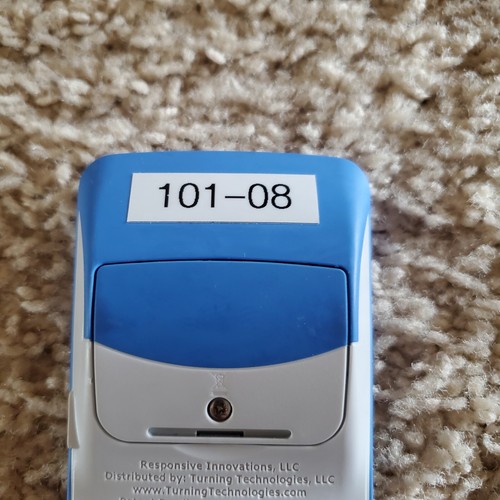 101-08
Responsive Innovations, LLC
Distributed by: Turning Technologies, LLC
www.TurningTechnologies.com